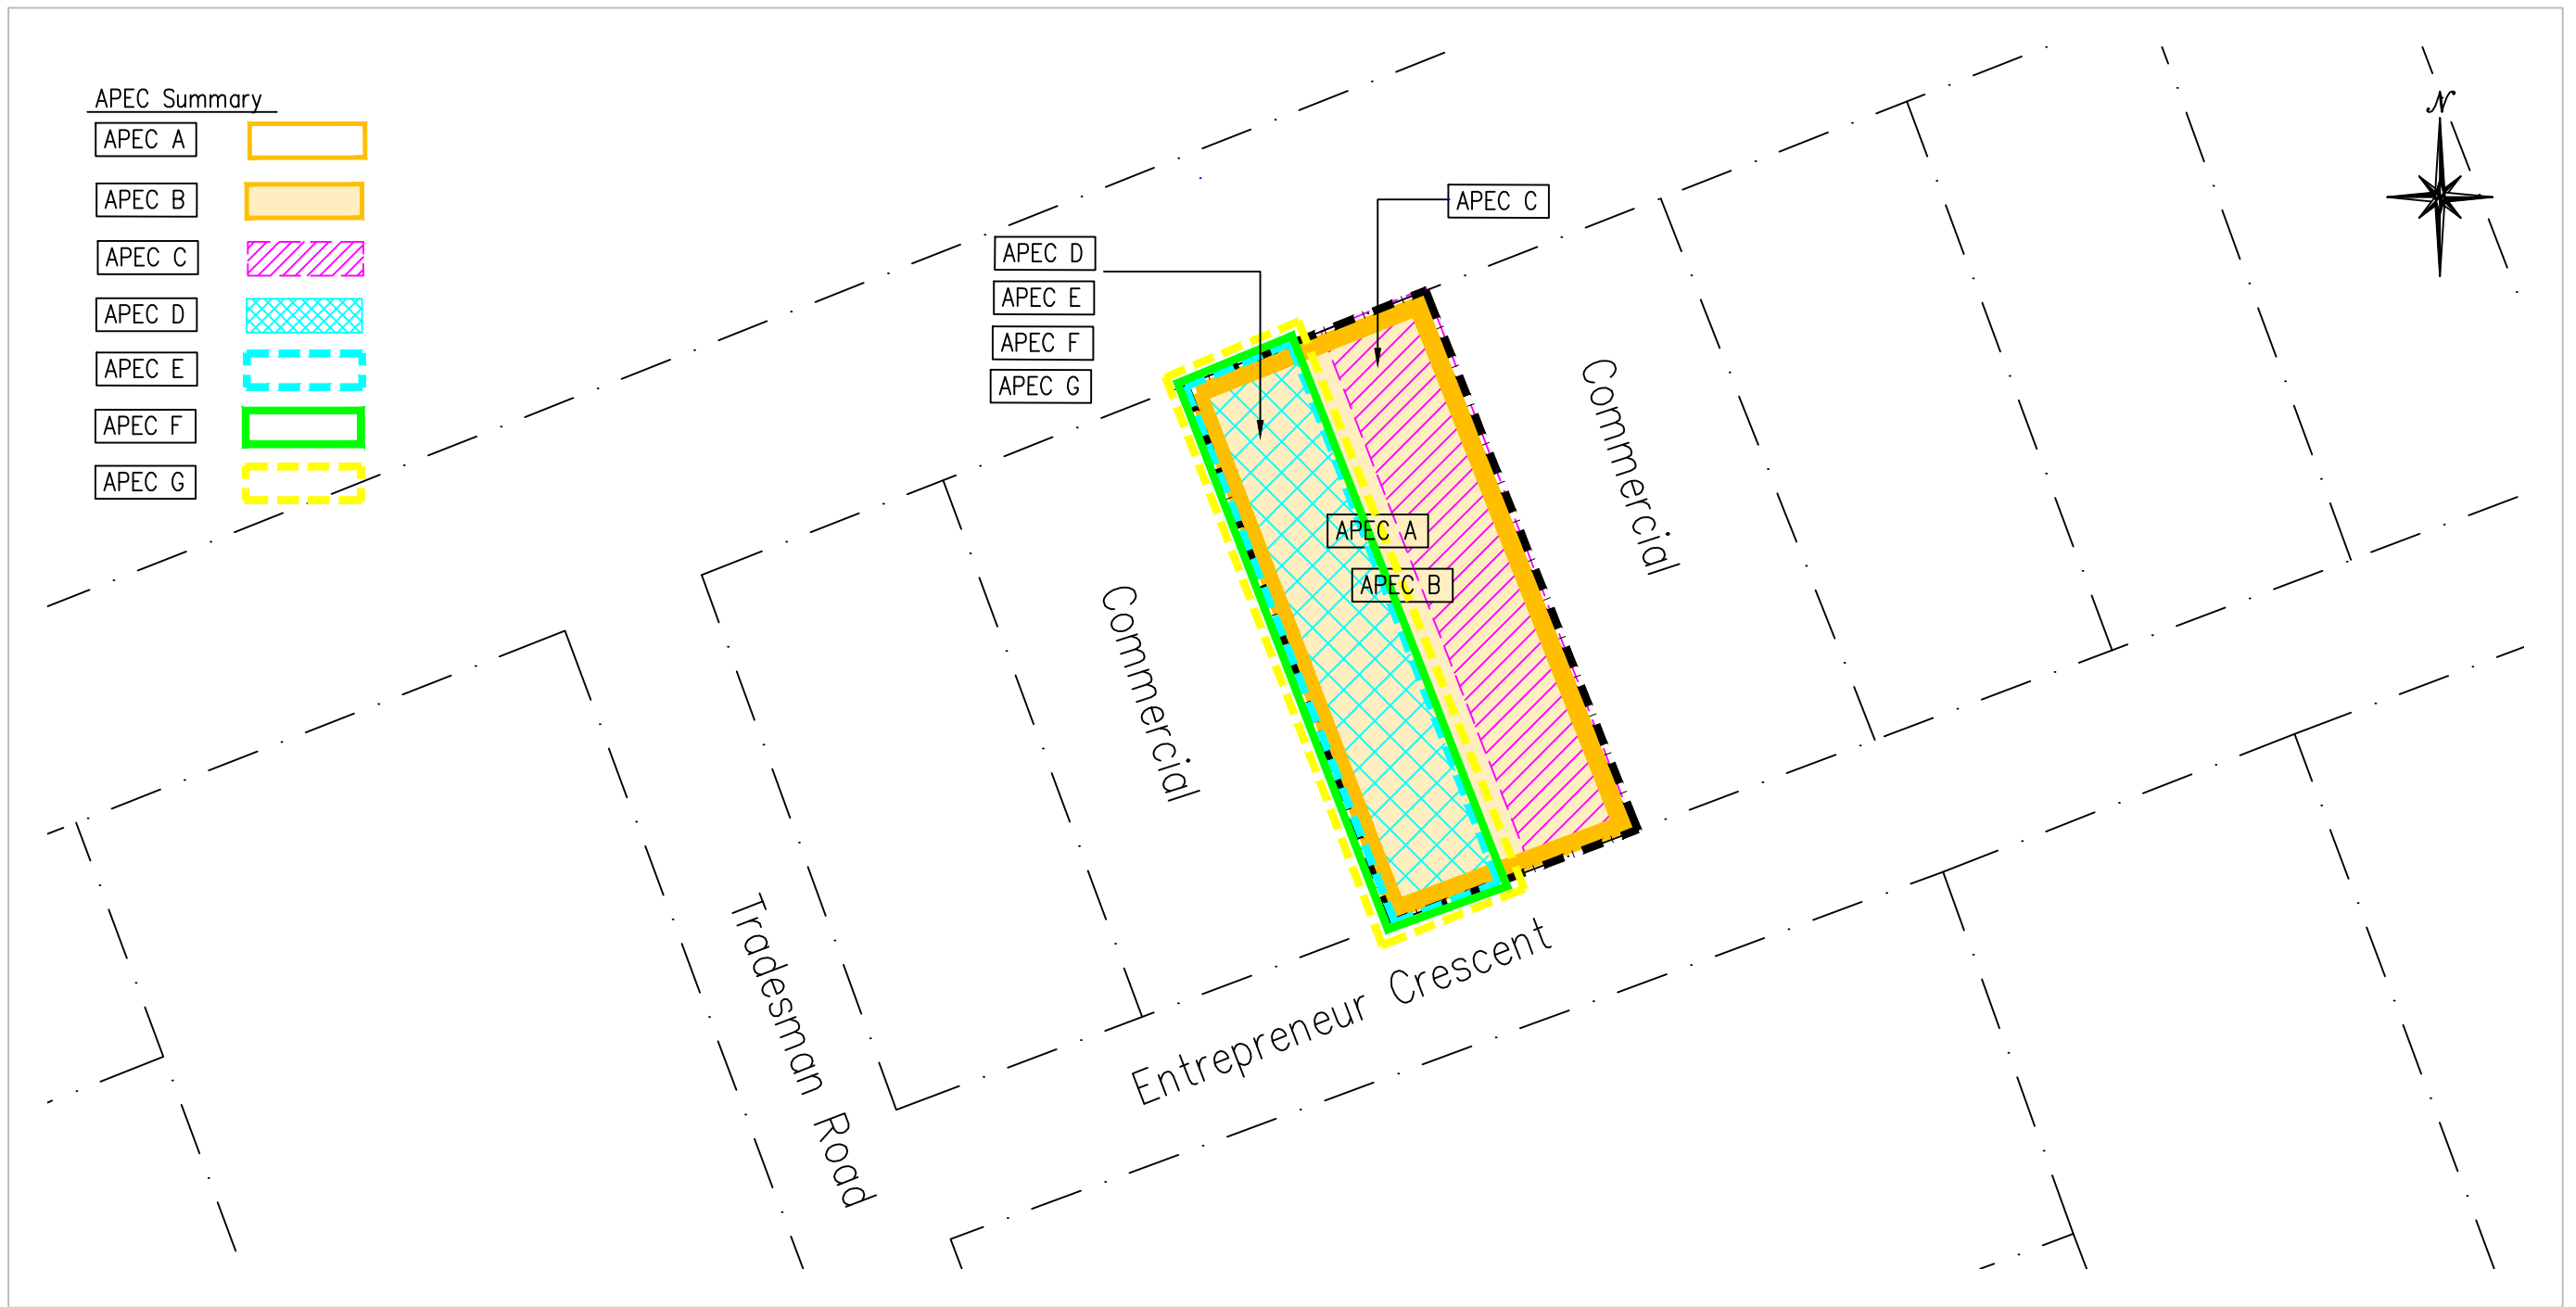 APEC Summary
APEC A
APEC B
APEC C
APEC D
APEC E
APEC F
APEC G
N
APEC C
APEC D
APEC E
APEC F
APEC G
APEC A
APEC B
Commercial
Commercial
Tradesman Road
Entrepreneur Crescent